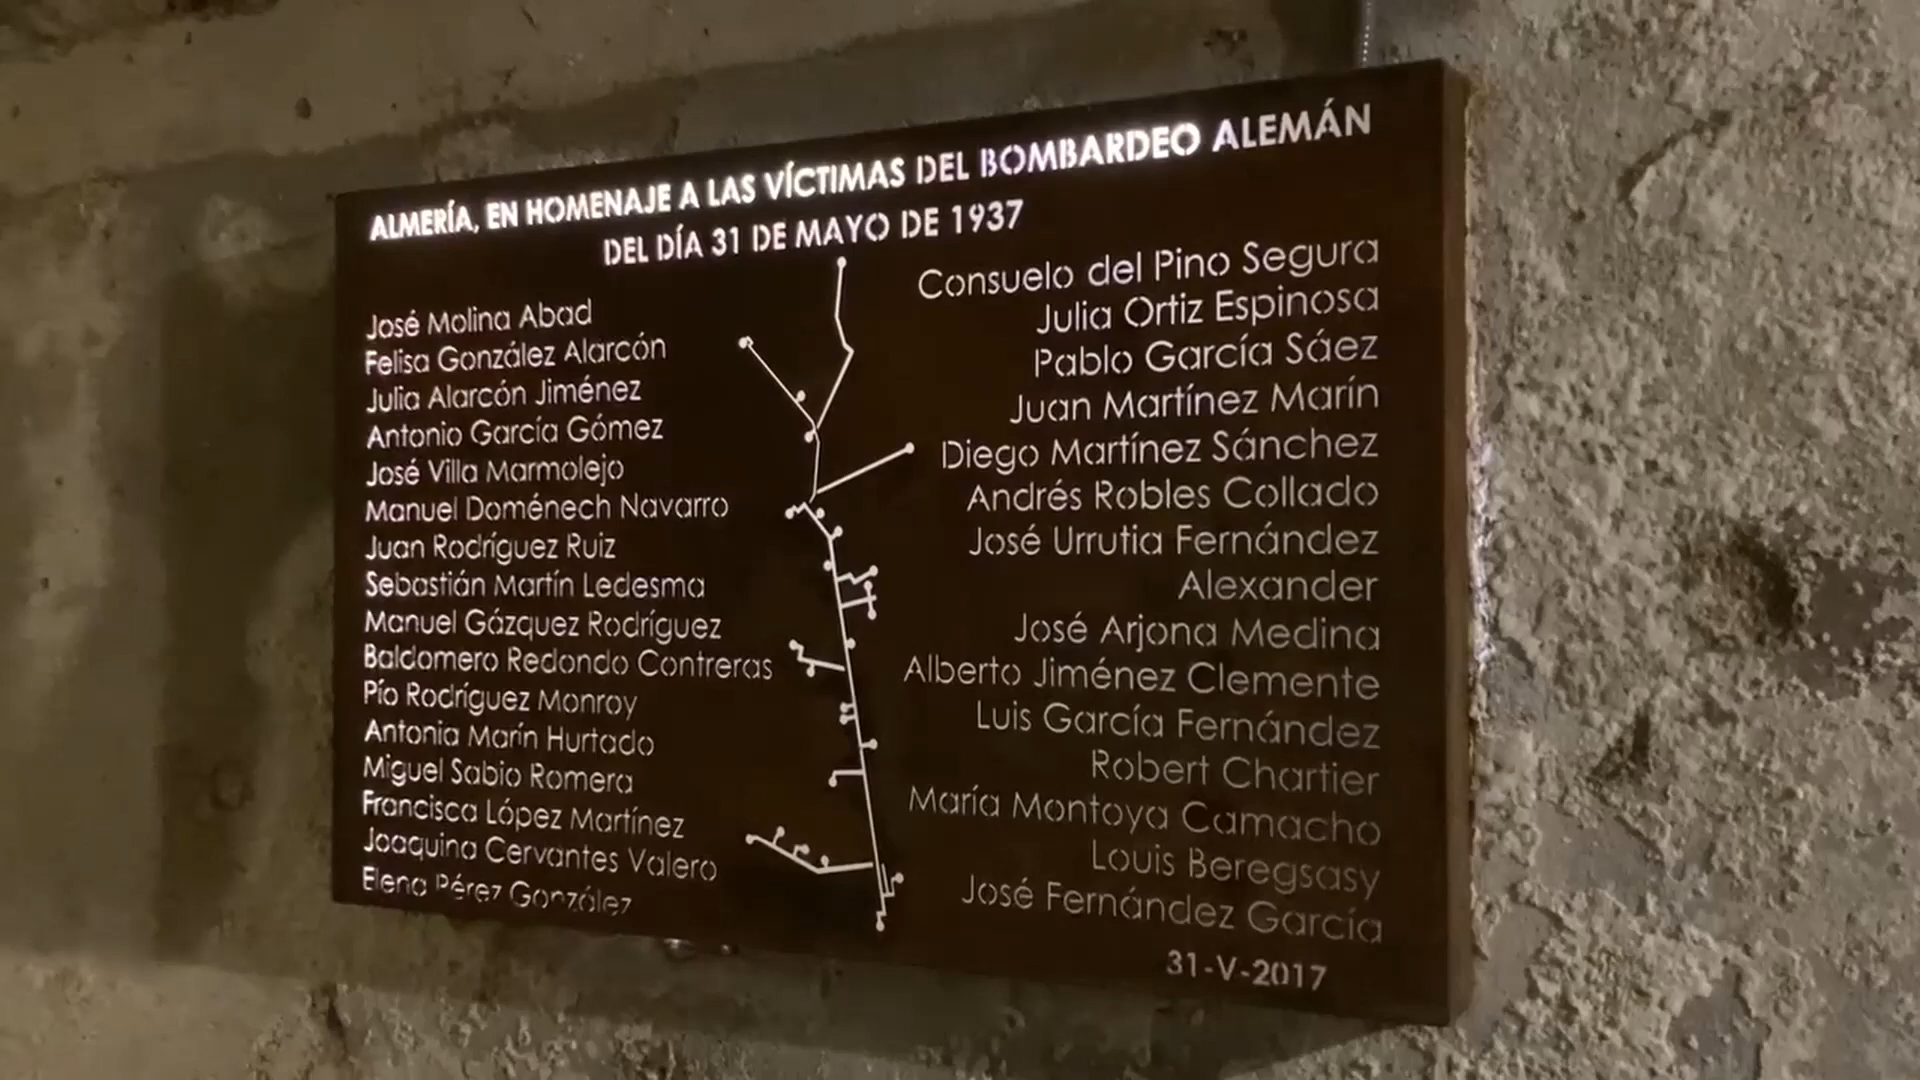 ALMERÍA, EN HOMENAJE A LAS VÍCTIMAS DEL BOMBARDEO ALEMÁN
DEL DÍA 31 DE MAYO DE 1937
José Molina Abad
Felisa González Alarcón
Julia Alarcón Jiménez
Antonio García Gómez
José Villa Marmolejo
Manuel Doménech Navarro
Juan Rodríguez Ruiz
Sebastián Martín Ledesma
Manuel Gázquez Rodríguez
Baldomero Redondo Contreras
Pío Rodríguez Monroy
Antonia Marín Hurtado
Miguel Sabio Romera
Francisca López Martínez
Joaquina Cervantes Valero
Elena Pérez González
Consuelo del Pino Segura
Julia Ortiz Espinosa
Pablo García Sáez
Juan Martínez Marín
Diego Martínez Sánchez
Andrés Robles Collado
José Urrutia Fernández
Alexander
José Arjona Medina
Alberto Jiménez Clemente
Luis García Fernández
Robert Chartier
María Montoya Camacho
Louis Beregsasy
José Fernández García
31-V-2017